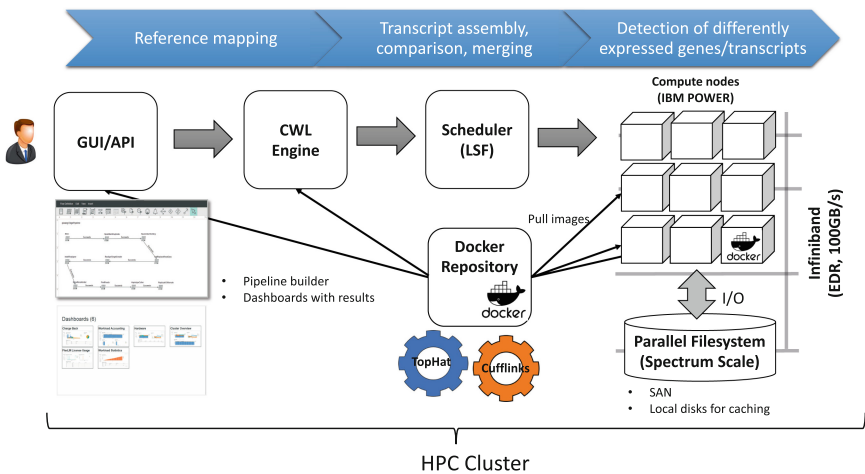 Reference mapping
Transcript assembly,
comparison, merging
Detection of differently
expressed genes/transcripts
Compute nodes
(IBM POWER)
GUI/API
CWL
Engine
Scheduler
(LSF)
Pull images
Docker
Repository
docker
docker
Infiniband
(EDR, 100GB/s)
• Pipeline builder
• Dashboards with results
I/O
Parallel Filesystem
(Spectrum Scale)
Dashboards (6)
TopHat
Cufflinks
• SAN
• Local disks for caching
HPC Cluster